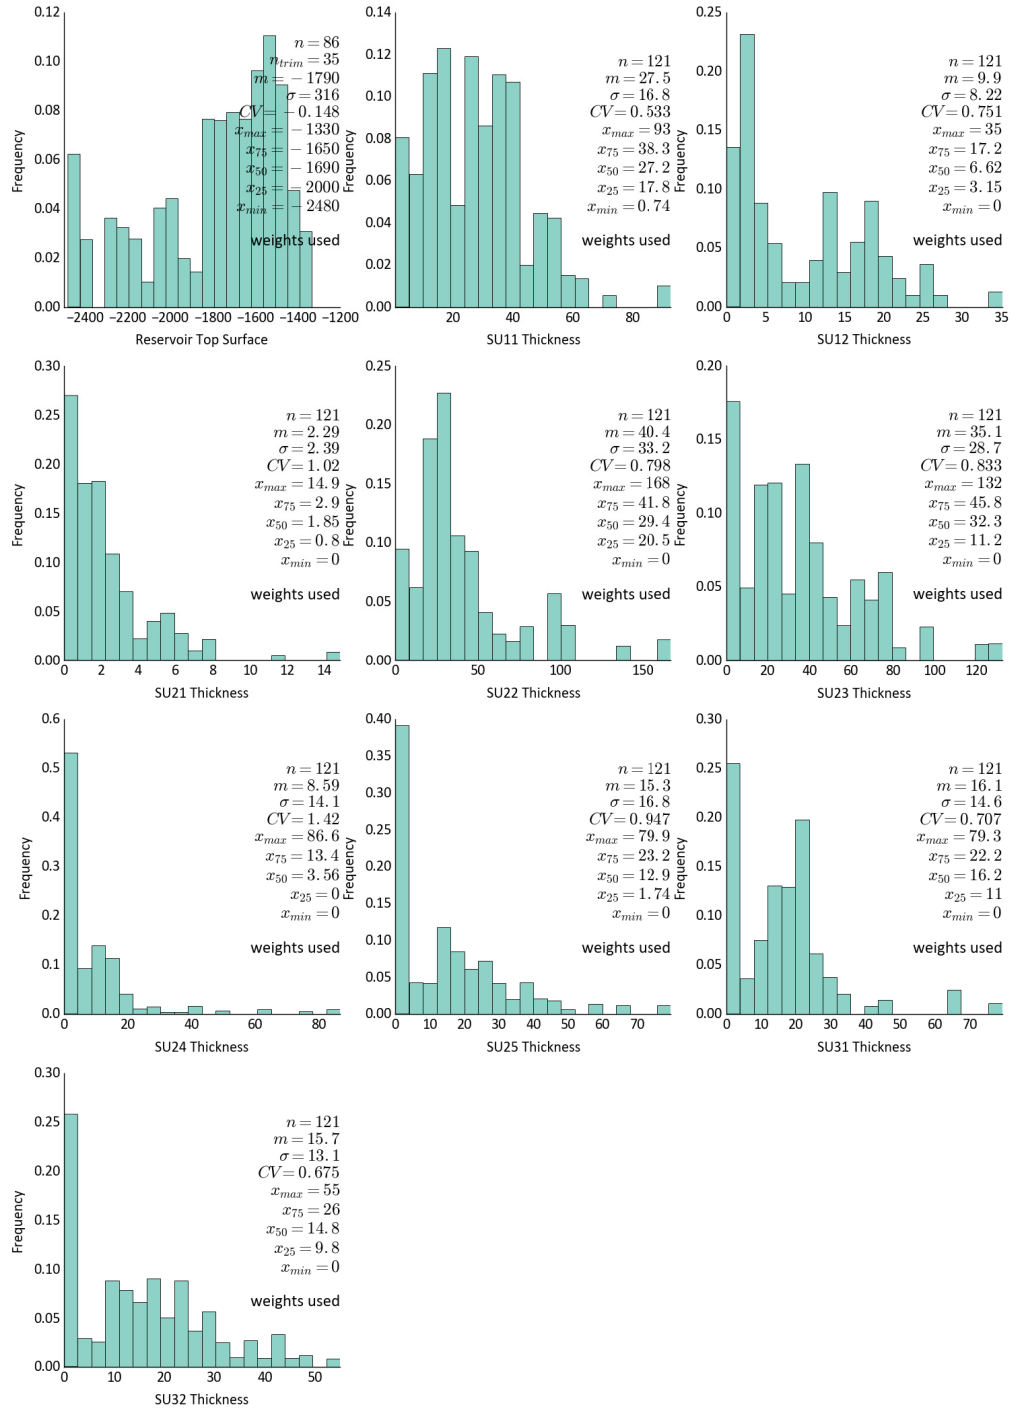 0.12
0.10
0.08
0.06
0.04
0.02
0.00
Frequency
n = 86
n_trim = 35
m = −1790
σ = 316
CV = −0.148
x_max = −1330
x_75 = −1650
x_50 = −1690
x_25 = −2000
x_min = −2480
weights used
−2400 −2200 −2000 −1800 −1600 −1400 −1200
Reservoir Top Surface
0.14
0.12
0.10
0.08
0.06
0.04
0.02
0.00
Frequency
n = 121
m = 27.5
σ = 16.8
CV = 0.533
x_max = 93
x_75 = 38.3
x_50 = 27.2
x_25 = 17.8
x_min = 0.74
weights used
20 40 60 80
SU11 Thickness
0.25
0.20
0.15
0.10
0.05
0.00
Frequency
n = 121
m = 9.9
σ = 8.22
CV = 0.751
x_max = 35
x_75 = 17.2
x_50 = 6.62
x_25 = 3.15
x_min = 0
weights used
0 5 10 15 20 25 30 35
SU12 Thickness
0.30
0.25
0.20
0.15
0.10
0.05
0.00
Frequency
n = 121
m = 2.29
σ = 2.39
CV = 1.02
x_max = 14.9
x_75 = 2.9
x_50 = 1.85
x_25 = 0.8
x_min = 0
weights used
0 2 4 6 8 10 12 14
SU21 Thickness
0.25
0.20
0.15
0.10
0.05
0.00
Frequency
n = 121
m = 40.4
σ = 33.2
CV = 0.798
x_max = 168
x_75 = 41.8
x_50 = 29.4
x_25 = 20.5
x_min = 0
weights used
0 50 100 150
SU22 Thickness
0.20
0.15
0.10
0.05
0.00
Frequency
n = 121
m = 35.1
σ = 28.7
CV = 0.833
x_max = 132
x_75 = 45.8
x_50 = 32.3
x_25 = 11.2
x_min = 0
weights used
0 20 40 60 80 100 120
SU23 Thickness
0.6
0.5
0.4
0.3
0.2
0.1
0.0
Frequency
n = 121
m = 8.59
σ = 14.1
CV = 1.42
x_max = 86.6
x_75 = 13.4
x_50 = 3.56
x_25 = 0
x_min = 0
weights used
0 20 40 60 80
SU24 Thickness
0.40
0.35
0.30
0.25
0.20
0.15
0.10
0.05
0.00
Frequency
n = 121
m = 15.3
σ = 16.8
CV = 0.947
x_max = 79.9
x_75 = 23.2
x_50 = 12.9
x_25 = 1.74
x_min = 0
weights used
0 10 20 30 40 50 60 70
SU25 Thickness
0.30
0.25
0.20
0.15
0.10
0.05
0.00
Frequency
n = 121
m = 16.1
σ = 14.6
CV = 0.707
x_max = 79.3
x_75 = 22.2
x_50 = 16.2
x_25 = 11
x_min = 0
weights used
0 10 20 30 40 50 60 70
SU31 Thickness
0.30
0.25
0.20
0.15
0.10
0.05
0.00
Frequency
n = 121
m = 15.7
σ = 13.1
CV = 0.675
x_max = 55
x_75 = 26
x_50 = 14.8
x_25 = 9.8
x_min = 0
weights used
0 10 20 30 40 50
SU32 Thickness